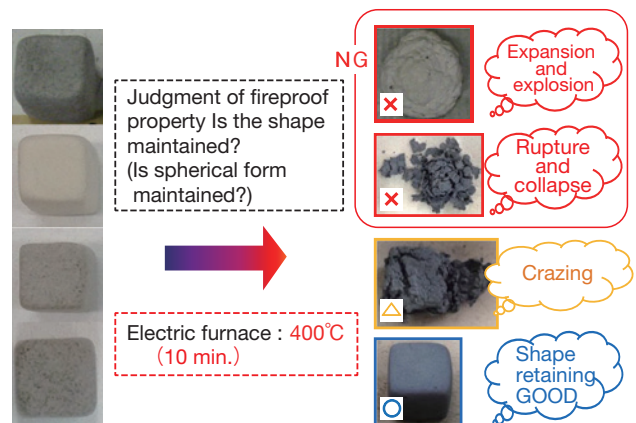 Judgment of fireproof
property Is the shape
maintained?
(Is spherical form
maintained?)
Electric furnace : 400℃
(10 min.)
NG
Expansion
and
explosion
Rupture
and
collapse
Crazing
Shape
retaining
GOOD